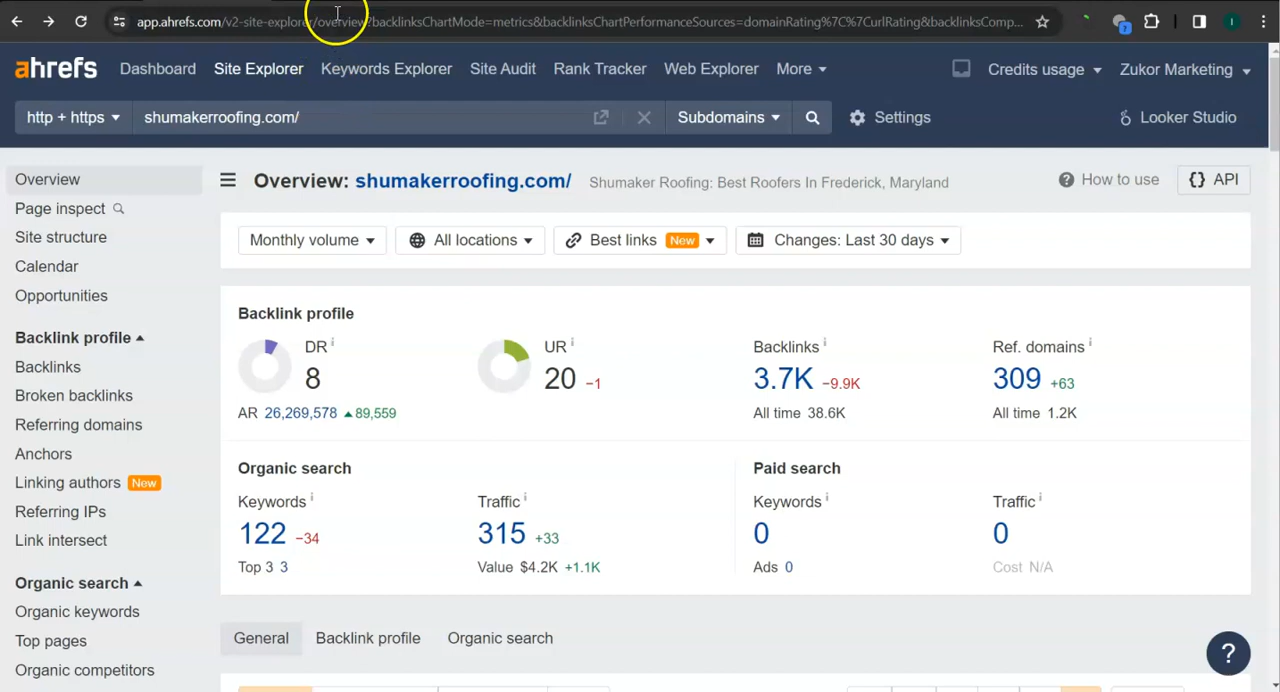 app.ahrefs.com/v2-site-explorer/overview?backlinksChartMode=metrics&backlinksChartPerformanceSources=domainRating%7C%7CurlRating&backlinksComp...
7
ahrefs Dashboard Site Explorer Keywords Explorer Site Audit Rank Tracker Web Explorer More Credits usage Zukor Marketing
http + https shumakerroofing.com/ Subdomains Settings Looker Studio
Overview
Page inspect
Site structure
Calendar
Opportunities
Backlink profile
Backlinks
Broken backlinks
Referring domains
Anchors
Linking authors New
Referring IPs
Link intersect
Organic search
Organic keywords
Top pages
Organic competitors
Overview: shumakerroofing.com/ Shumaker Roofing: Best Roofers In Frederick, Maryland ? How to use {} API
Monthly volume All locations Best links New Changes: Last 30 days
Backlink profile
DR i UR i Backlinks i Ref. domains i
8 20 −1 3.7K −9.9K 309 +63
AR 26,269,578 89,559 All time 38.6K All time 1.2K
Organic search Paid search
Keywords i Traffic i Keywords i Traffic i
122 −34 315 +33 0 0
Top 3 3 Value $4.2K +1.1K Ads 0 Cost N/A
General Backlink profile Organic search
?